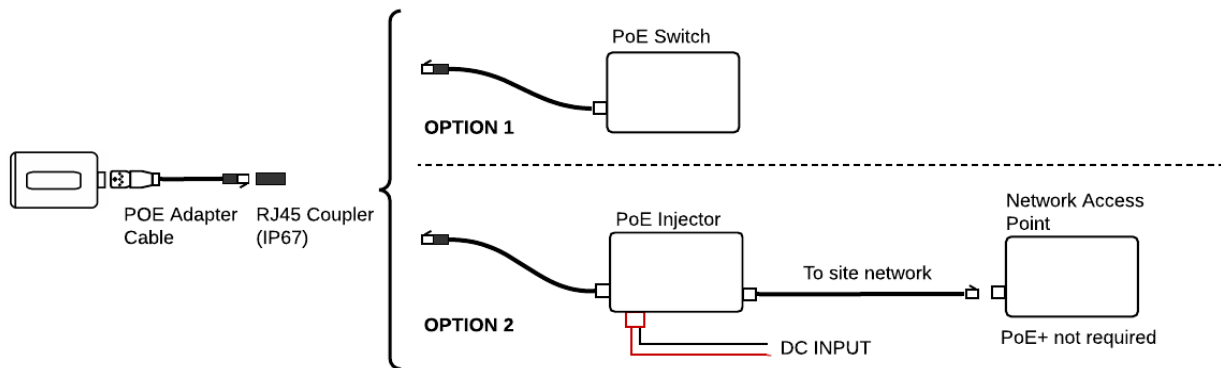 PoE Switch
OPTION 1
POE Adapter
Cable
RJ45 Coupler
(IP67)
PoE Injector
Network Access
Point
To site network
OPTION 2
PoE+ not required
DC INPUT